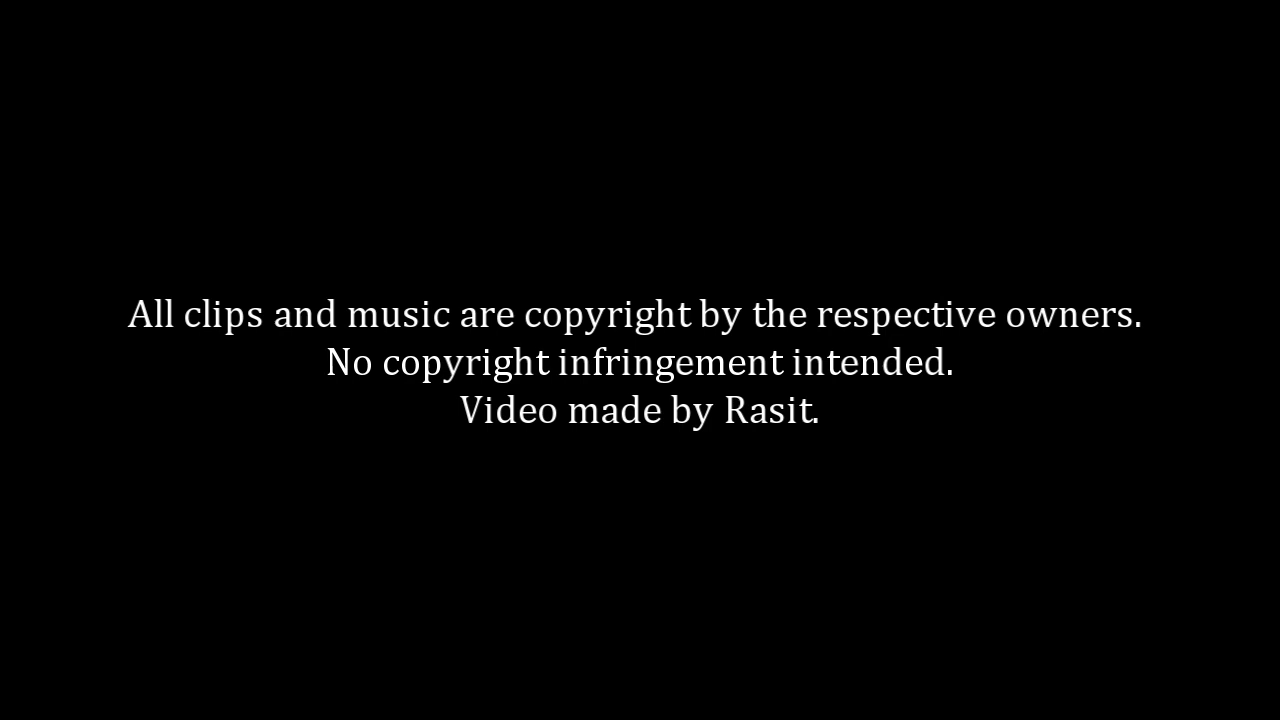 All clips and music are copyright by the respective owners.
No copyright infringement intended.
Video made by Rasit.